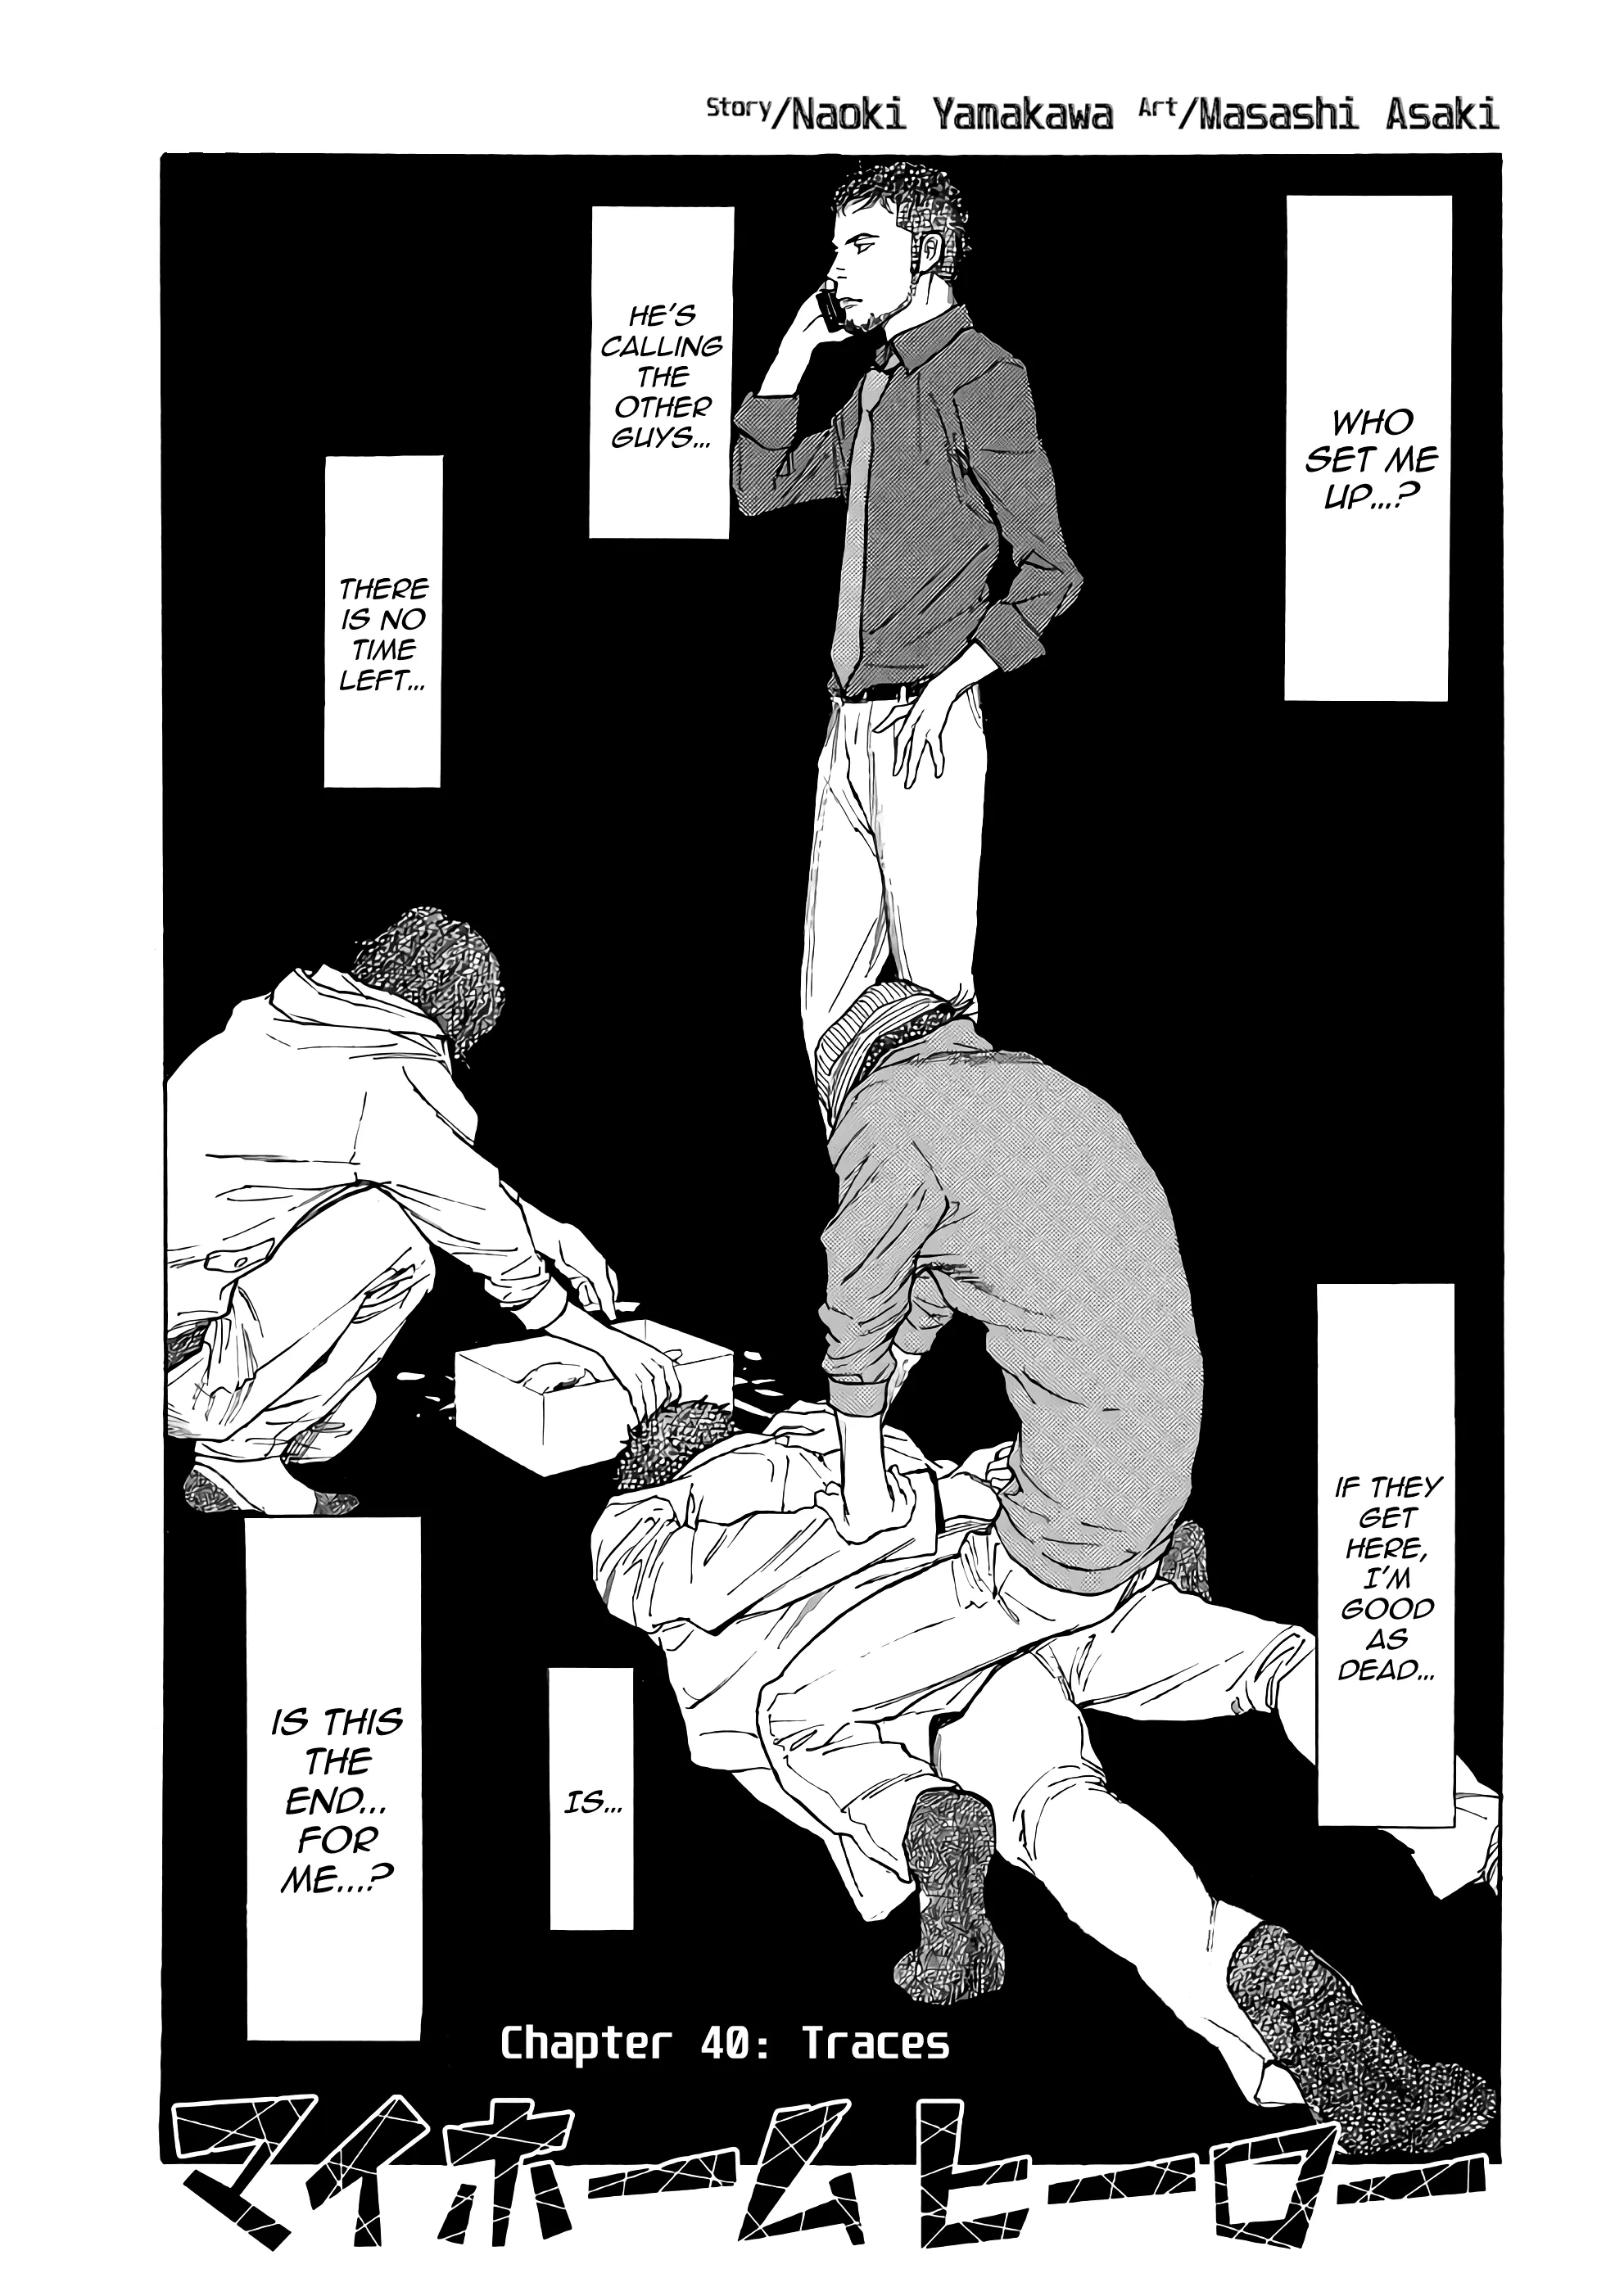 Story/Naoki Yamakawa Art/Masashi Asaki
WHO
SET ME
UP...?
HE'S
CALLING
THE
OTHER
GUYS...
THERE
IS NO
TIME
LEFT...
IF THEY
GET
HERE,
I'M
GOOD
AS
DEAD...
IS...
IS THIS
THE
END...
FOR
ME...?
Chapter 40: Traces
マイホームヒーロー